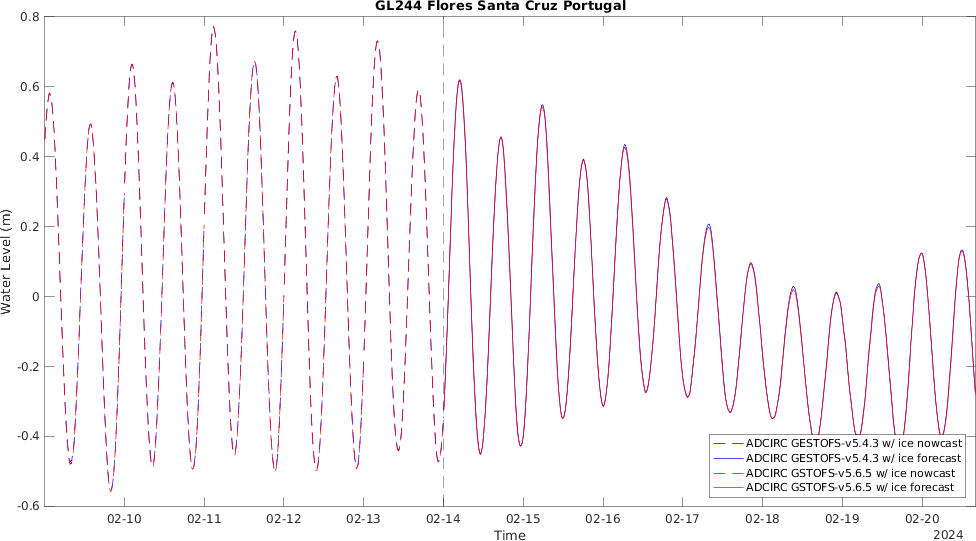 GL244 Flores Santa Cruz Portugal
0.8
0.6
0.4
0.2
0
-0.2
-0.4
-0.6
Water Level (m)
ADCIRC GESTOFS-v5.4.3 w/ ice nowcast
ADCIRC GESTOFS-v5.4.3 w/ ice forecast
ADCIRC GSTOFS-v5.6.5 w/ ice nowcast
ADCIRC GSTOFS-v5.6.5 w/ ice forecast
02-10 02-11 02-12 02-13 02-14 02-15 02-16 02-17 02-18 02-19 02-20
Time
2024